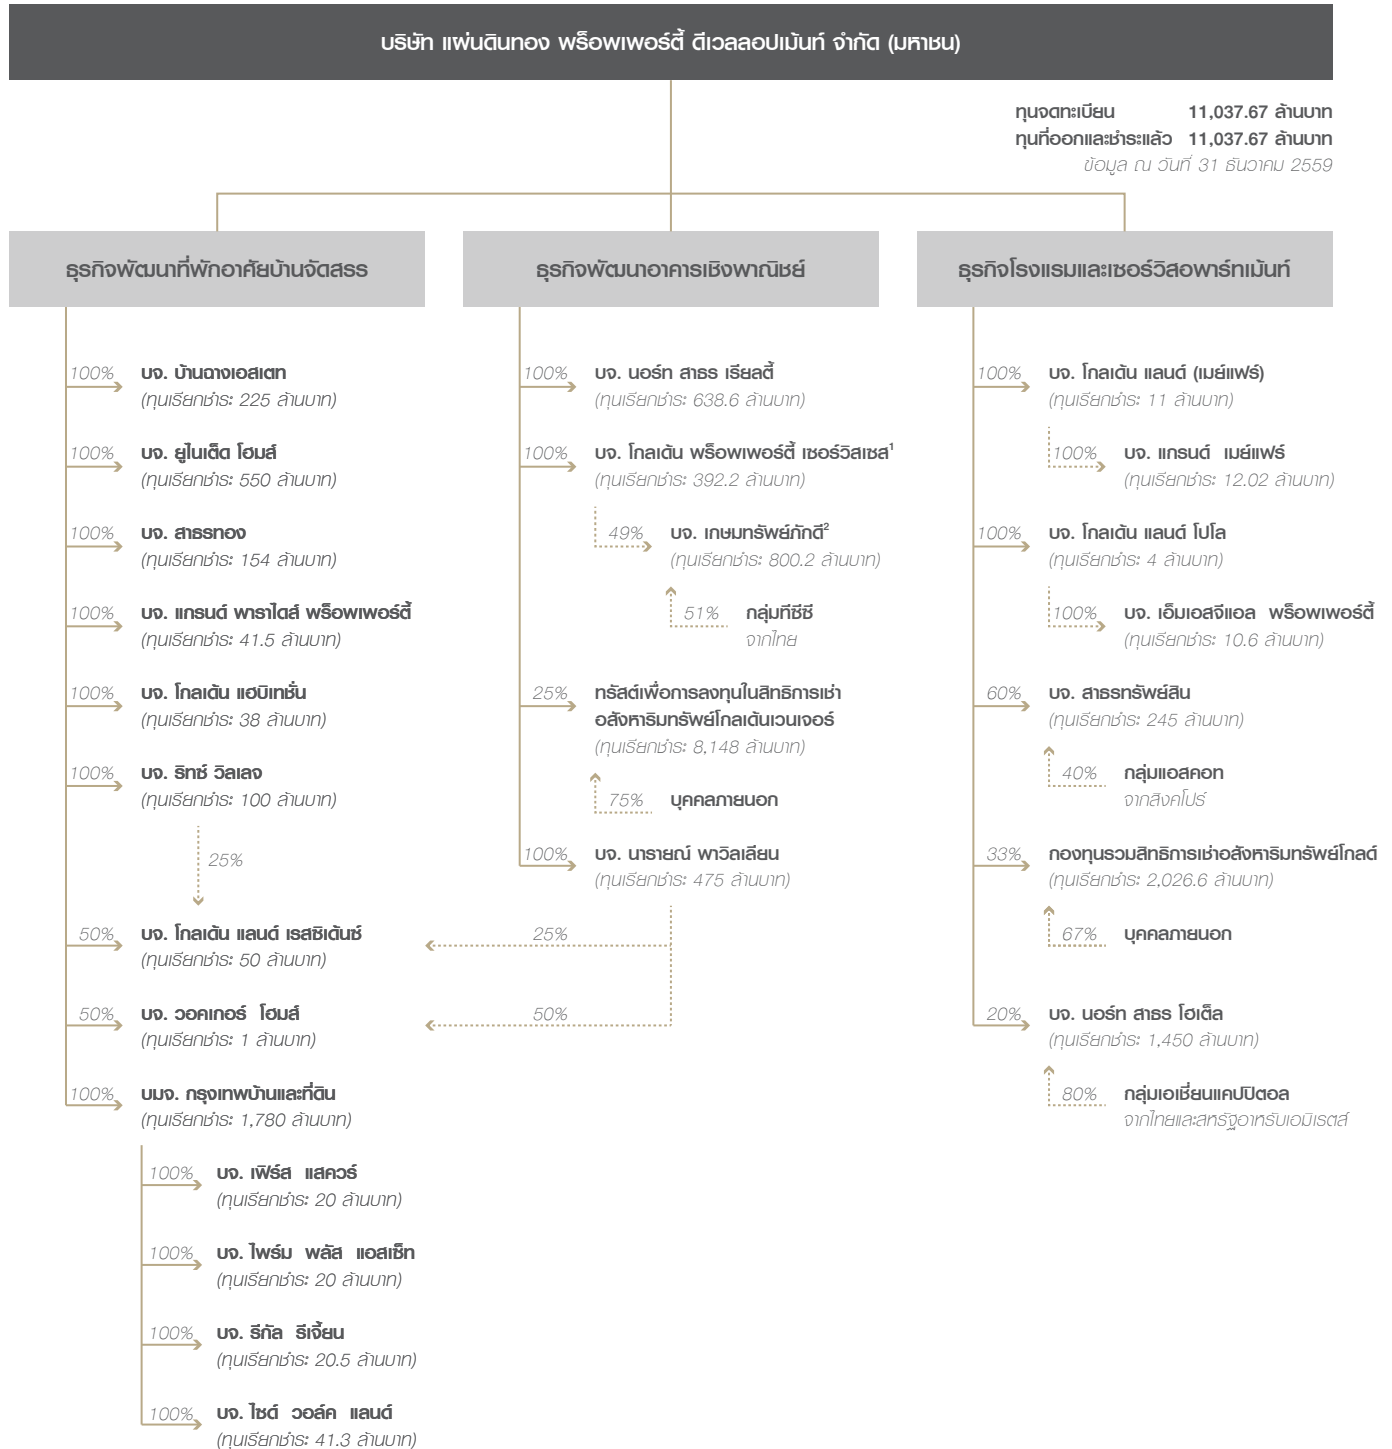 บริษัท แผ่นดินทอง พร็อพเพอร์ตี้ ดีเวลลอปเม้นท์ จำกัด (มหาชน)
ทุนจดทะเบียน 11,037.67 ล้านบาท
ทุนที่ออกและชำระแล้ว 11,037.67 ล้านบาท
ข้อมูล ณ วันที่ 31 ธันวาคม 2559
ธุรกิจพัฒนาที่พักอาศัยบ้านจัดสรร
100% บจ. บ้านฉางเอสเตท
(ทุนเรียกชำระ: 225 ล้านบาท)
100% บจ. ยูไนเต็ด โฮมส์
(ทุนเรียกชำระ: 550 ล้านบาท)
100% บจ. สาธรทอง
(ทุนเรียกชำระ: 154 ล้านบาท)
100% บจ. แกรนด์ พาราไดส์ พร็อพเพอร์ตี้
(ทุนเรียกชำระ: 41.5 ล้านบาท)
100% บจ. โกลเด้น แฮบิเทชั่น
(ทุนเรียกชำระ: 38 ล้านบาท)
100% บจ. ริทซ์ วิลเลจ
(ทุนเรียกชำระ: 100 ล้านบาท)
25%
50% บจ. โกลเด้น แลนด์ เรสซิเด้นซ์
(ทุนเรียกชำระ: 50 ล้านบาท)
50% บจ. วอคเกอร์ โฮมส์
(ทุนเรียกชำระ: 1 ล้านบาท)
100% บมจ. กรุงเทพบ้านและที่ดิน
(ทุนเรียกชำระ: 1,780 ล้านบาท)
100% บจ. เฟิร์ส แสควร์
(ทุนเรียกชำระ: 20 ล้านบาท)
100% บจ. ไพร์ม พลัส แอสเซ็ท
(ทุนเรียกชำระ: 20 ล้านบาท)
100% บจ. รีกัล รีเจี้ยน
(ทุนเรียกชำระ: 20.5 ล้านบาท)
100% บจ. ไซด์ วอล์ค แลนด์
(ทุนเรียกชำระ: 41.3 ล้านบาท)
ธุรกิจพัฒนาอาคารเชิงพาณิชย์
100% บจ. นอร์ท สาธร เรียลตี้
(ทุนเรียกชำระ: 638.6 ล้านบาท)
100% บจ. โกลเด้น พร็อพเพอร์ตี้ เซอร์วิสเซส¹
(ทุนเรียกชำระ: 392.2 ล้านบาท)
49% บจ. เกษมทรัพย์ภักดี²
(ทุนเรียกชำระ: 800.2 ล้านบาท)
51% กลุ่มทีซีซี
จากไทย
25% ทรัสต์เพื่อการลงทุนในสิทธิการเช่า
อสังหาริมทรัพย์โกลเด้นเวนเจอร์
(ทุนเรียกชำระ: 8,148 ล้านบาท)
75% บุคคลภายนอก
100% บจ. นารายณ์ พาวิลเลียน
(ทุนเรียกชำระ: 475 ล้านบาท)
25%
50%
ธุรกิจโรงแรมและเซอร์วิสอพาร์ทเม้นท์
100% บจ. โกลเด้น แลนด์ (เมย์แฟร์)
(ทุนเรียกชำระ: 11 ล้านบาท)
100% บจ. แกรนด์ เมย์แฟร์
(ทุนเรียกชำระ: 12.02 ล้านบาท)
100% บจ. โกลเด้น แลนด์ โปโล
(ทุนเรียกชำระ: 4 ล้านบาท)
100% บจ. เอ็มเอสจีแอล พร็อพเพอร์ตี้
(ทุนเรียกชำระ: 10.6 ล้านบาท)
60% บจ. สาธรทรัพย์สิน
(ทุนเรียกชำระ: 245 ล้านบาท)
40% กลุ่มแอสคอท
จากสิงคโปร์
33% กองทุนรวมสิทธิการเช่าอสังหาริมทรัพย์โกลด์
(ทุนเรียกชำระ: 2,026.6 ล้านบาท)
67% บุคคลภายนอก
20% บจ. นอร์ท สาธร โฮเต็ล
(ทุนเรียกชำระ: 1,450 ล้านบาท)
80% กลุ่มเอเชี่ยนแคปปิตอล
จากไทยและสหรัฐอาหรับเอมิเรตส์